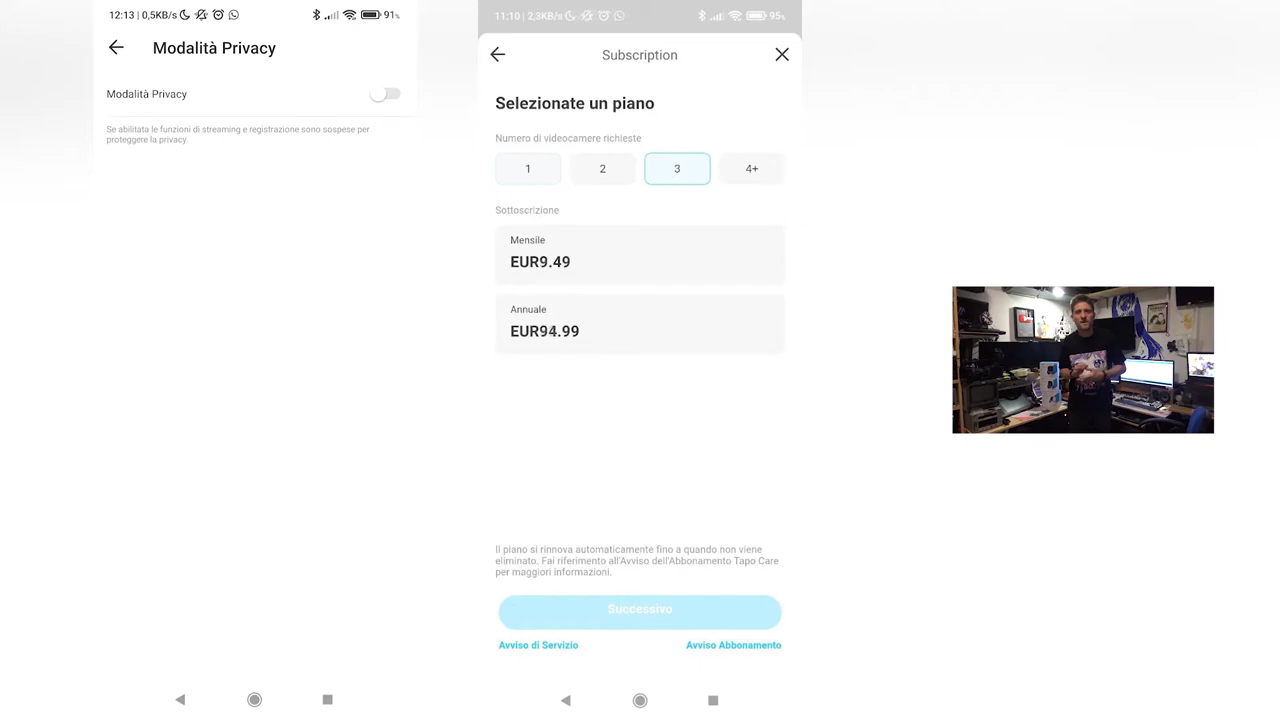 12:13 | 0,5KB/s
91%
Modalità Privacy
Modalità Privacy
Se abilitata le funzioni di streaming e registrazione sono sospese per
proteggere la privacy.
11:10 | 2,3KB/s
95%
Subscription
Selezionate un piano
Numero di videocamere richieste
1 2 3 4+
Sottoscrizione
Mensile
EUR9.49
Annuale
EUR94.99
Il piano si rinnova automaticamente fino a quando non viene
eliminato. Fai riferimento all'Avviso dell'Abbonamento Tapo Care
per maggiori informazioni.
Successivo
Avviso di Servizio Avviso Abbonamento